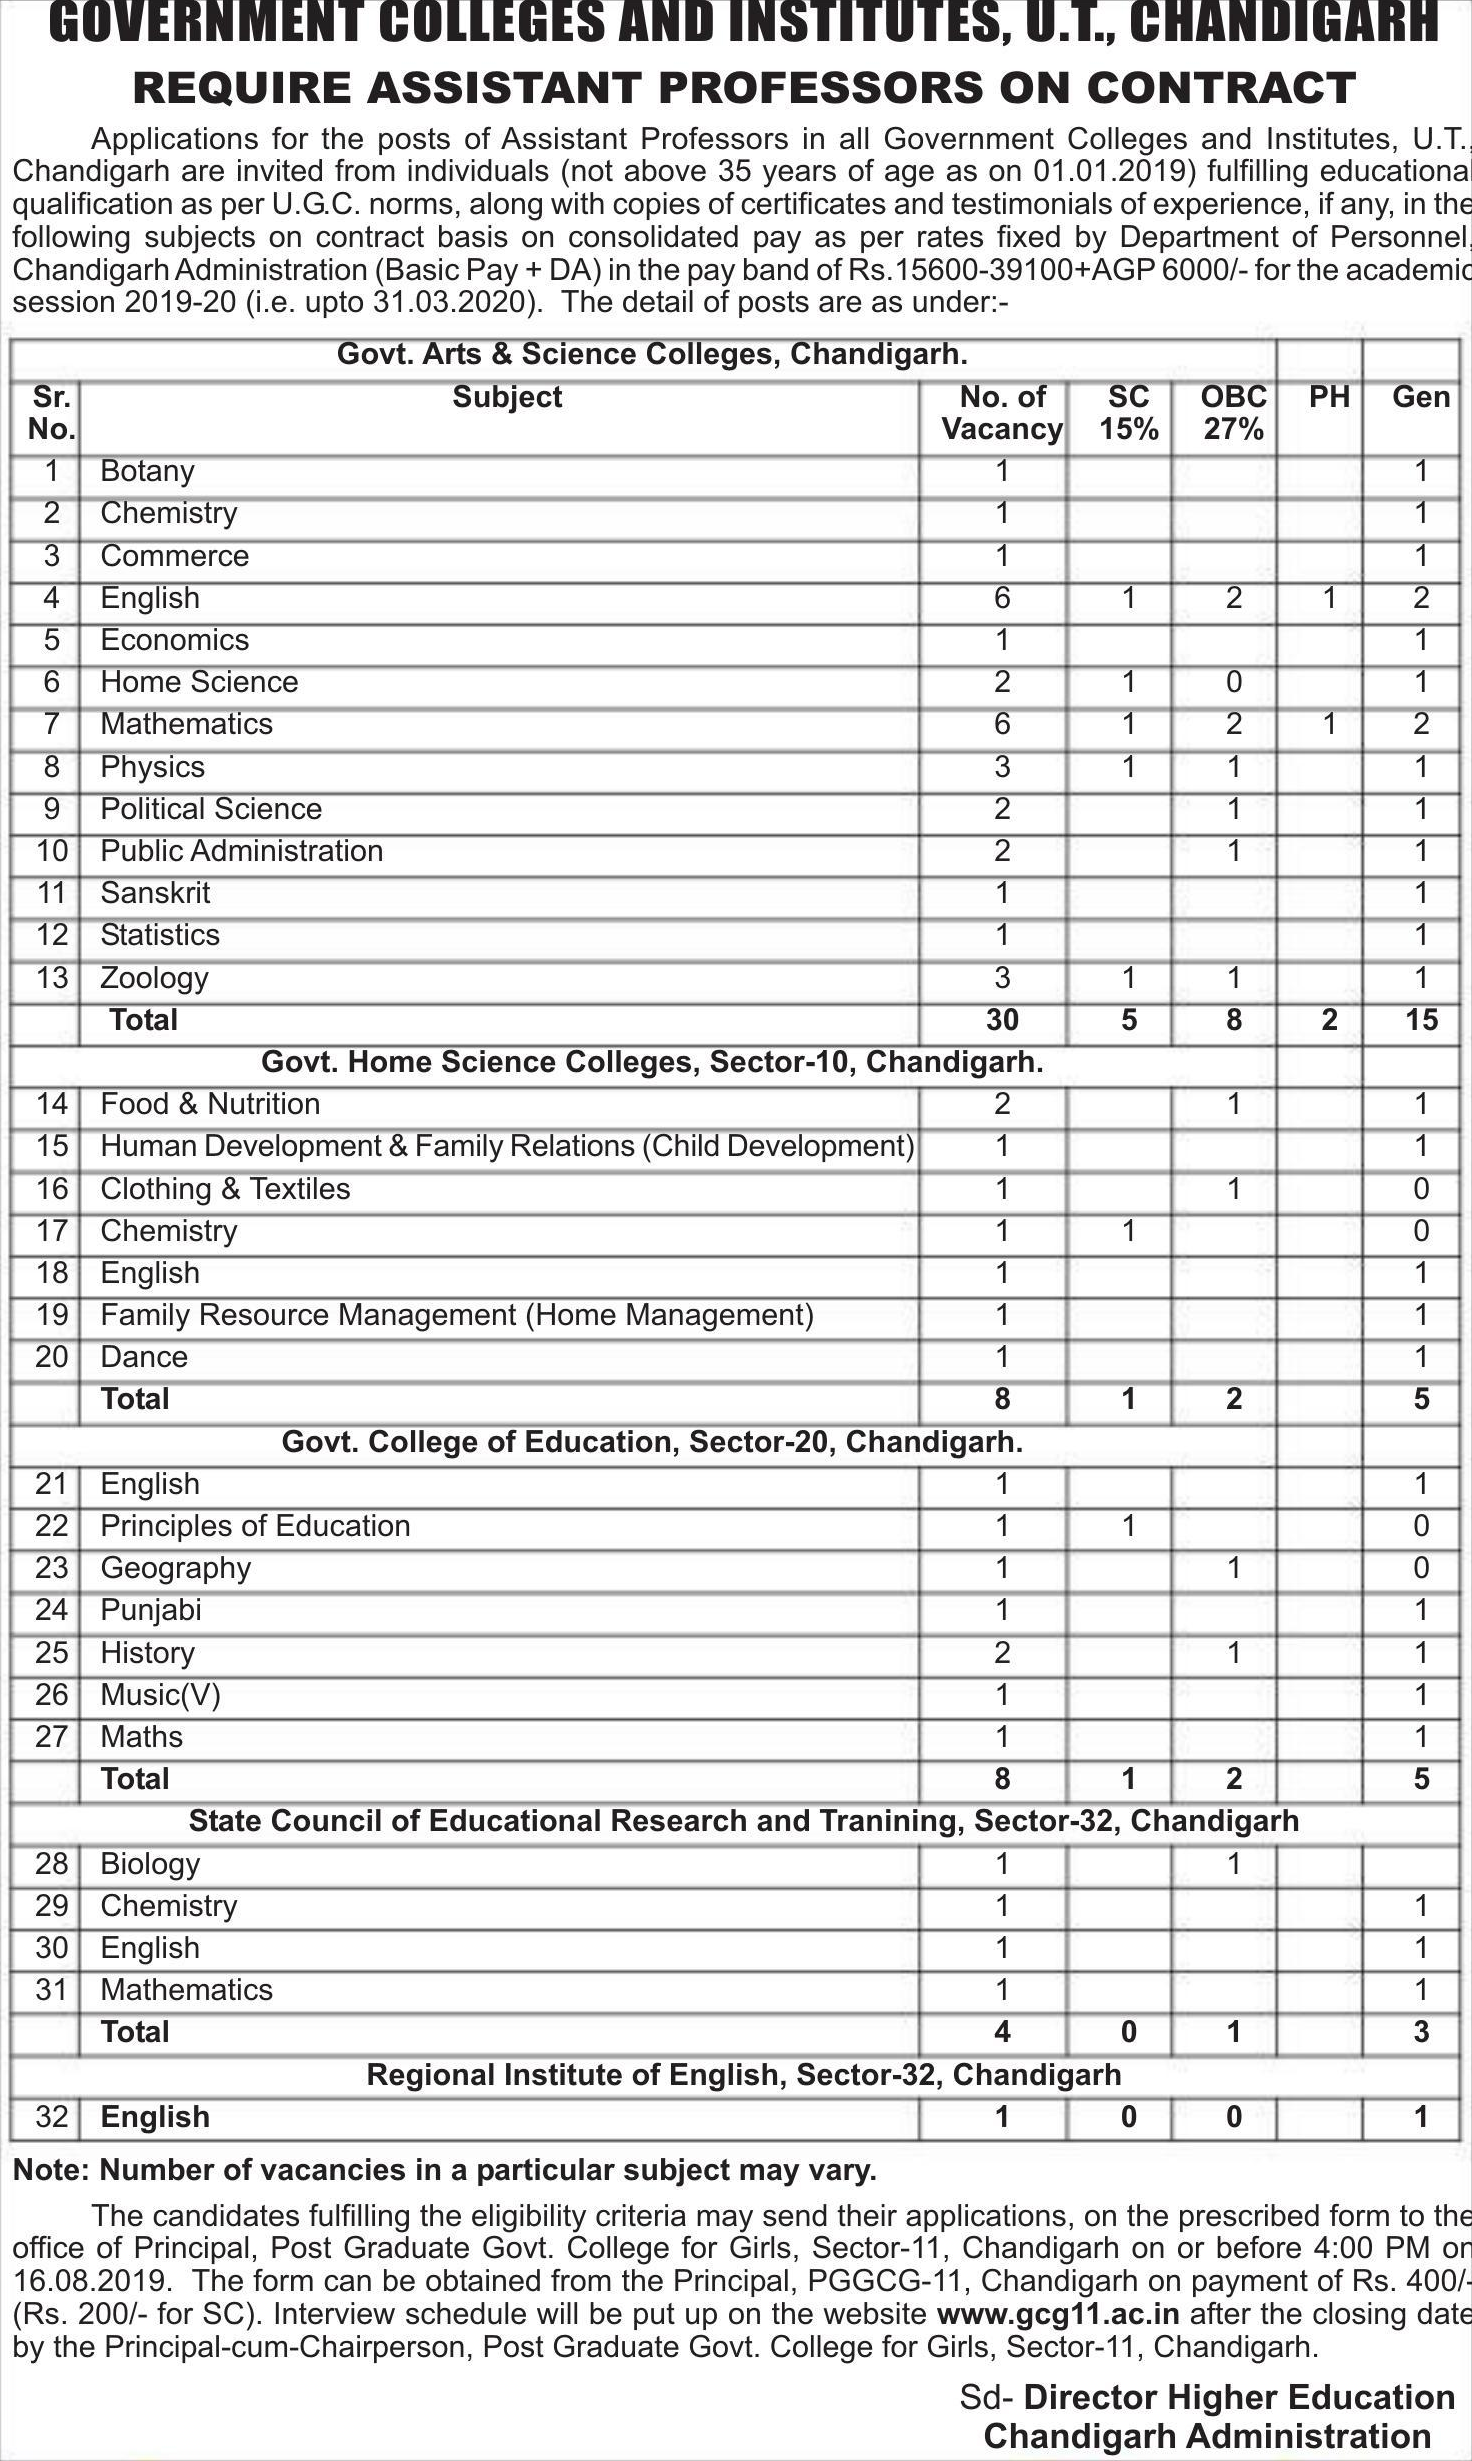 GOVERNMENT COLLEGES AND INSTITUTES, U.T., CHANDIGARH
REQUIRE ASSISTANT PROFESSORS ON CONTRACT
Applications for the posts of Assistant Professors in all Government Colleges and Institutes, U.T.,
Chandigarh are invited from individuals (not above 35 years of age as on 01.01.2019) fulfilling educational
qualification as per U.G.C. norms, along with copies of certificates and testimonials of experience, if any, in the
following subjects on contract basis on consolidated pay as per rates fixed by Department of Personnel,
Chandigarh Administration (Basic Pay + DA) in the pay band of Rs.15600-39100+AGP 6000/- for the academic
session 2019-20 (i.e. upto 31.03.2020). The detail of posts are as under:-
Govt. Arts & Science Colleges, Chandigarh.
Sr. Subject No. of SC OBC PH Gen
No. Vacancy 15% 27%
1 Botany 1 1
2 Chemistry 1 1
3 Commerce 1 1
4 English 6 1 2 1 2
5 Economics 1 1
6 Home Science 2 1 0 1
7 Mathematics 6 1 2 1 2
8 Physics 3 1 1 1
9 Political Science 2 1 1
10 Public Administration 2 1 1
11 Sanskrit 1 1
12 Statistics 1 1
13 Zoology 3 1 1 1
Total 30 5 8 2 15
Govt. Home Science Colleges, Sector-10, Chandigarh.
14 Food & Nutrition 2 1 1
15 Human Development & Family Relations (Child Development) 1 1
16 Clothing & Textiles 1 1 0
17 Chemistry 1 1 0
18 English 1 1
19 Family Resource Management (Home Management) 1 1
20 Dance 1 1
Total 8 1 2 5
Govt. College of Education, Sector-20, Chandigarh.
21 English 1 1
22 Principles of Education 1 1 0
23 Geography 1 1 0
24 Punjabi 1 1
25 History 2 1 1
26 Music(V) 1 1
27 Maths 1 1
Total 8 1 2 5
State Council of Educational Research and Tranining, Sector-32, Chandigarh
28 Biology 1 1
29 Chemistry 1 1
30 English 1 1
31 Mathematics 1 1
Total 4 0 1 3
Regional Institute of English, Sector-32, Chandigarh
32 English 1 0 0 1
Note: Number of vacancies in a particular subject may vary.
The candidates fulfilling the eligibility criteria may send their applications, on the prescribed form to the
office of Principal, Post Graduate Govt. College for Girls, Sector-11, Chandigarh on or before 4:00 PM on
16.08.2019. The form can be obtained from the Principal, PGGCG-11, Chandigarh on payment of Rs. 400/-
(Rs. 200/- for SC). Interview schedule will be put up on the website www.gcg11.ac.in after the closing date
by the Principal-cum-Chairperson, Post Graduate Govt. College for Girls, Sector-11, Chandigarh.
Sd- Director Higher Education
Chandigarh Administration